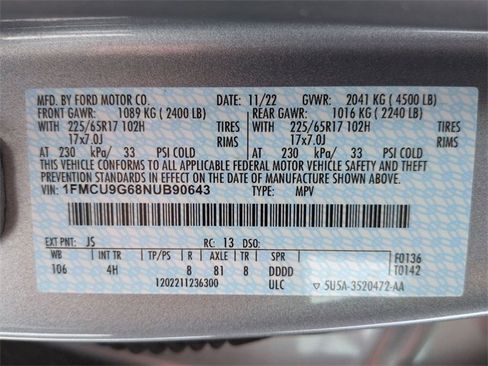 MFD. BY FORD MOTOR CO. DATE: 11/22 GVWR: 2041 KG ( 4500 LB)
FRONT GAWR: 1089 KG ( 2400 LB) REAR GAWR: 1016 KG ( 2240 LB)
WITH 225/65R17 102H TIRES WITH 225/65R17 102H TIRES
17x7.0J RIMS 17x7.0J RIMS
AT 230 kPa/ 33 PSI COLD AT 230 kPa/ 33 PSI COLD
THIS VEHICLE CONFORMS TO ALL APPLICABLE FEDERAL MOTOR VEHICLE SAFETY AND THEFT
PREVENTION STANDARDS IN EFFECT ON THE DATE OF MANUFACTURE SHOWN ABOVE.
VIN: 1FMCU9G68NUB90643 TYPE: MPV
EXT PNT: JS RC: 13 DSO:
WB INT TR TP/PS R AXLE TR SPR F0136
106 4H 8 81 8 DDDD T0142
1202211236300 ULC ▽ 5U5A-3520472-AA